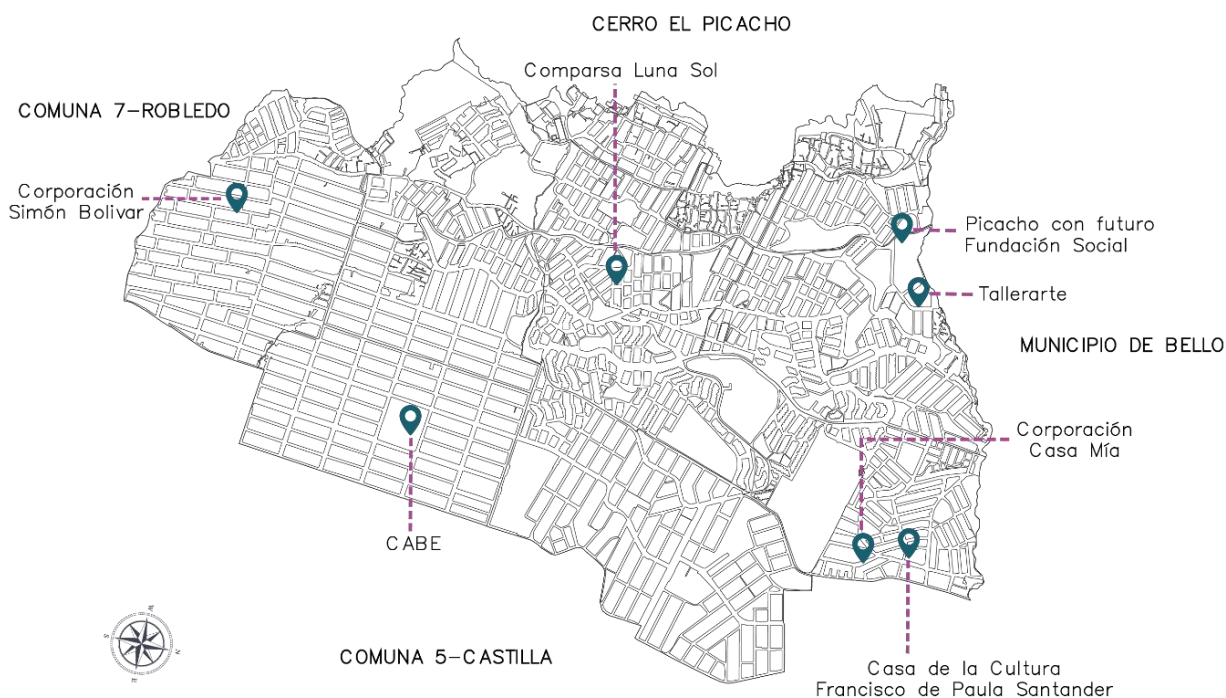 CERRO EL PICACHO
Comparsa Luna Sol
COMUNA 7-ROBLEDO
Corporación
Simón Bolivar
Picacho con futuro
Fundación Social
Tallerarte
MUNICIPIO DE BELLO
Corporación
Casa Mía
CABE
COMUNA 5-CASTILLA
Casa de la Cultura
Francisco de Paula Santander
W
S
N
E